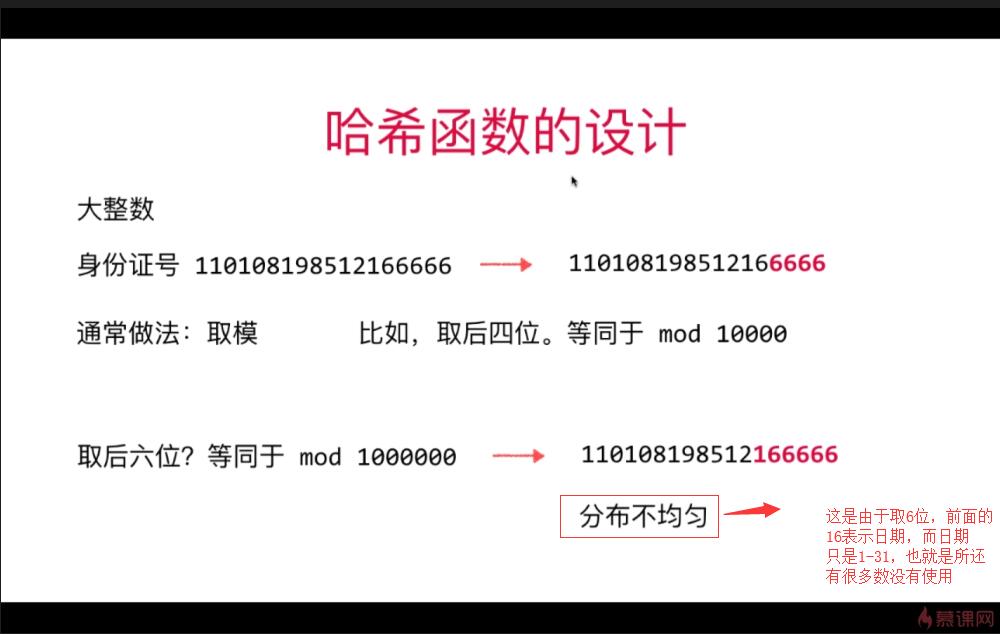 哈希函数的设计
大整数
身份证号 110108198512166666
110108198512166666
通常做法：取模
比如，取后四位。等同于 mod 10000
取后六位？等同于 mod 1000000
110108198512166666
分布不均匀
这是由于取6位，前面的
16表示日期，而日期
只是1-31，也就是所还
有很多数没有使用
慕课网